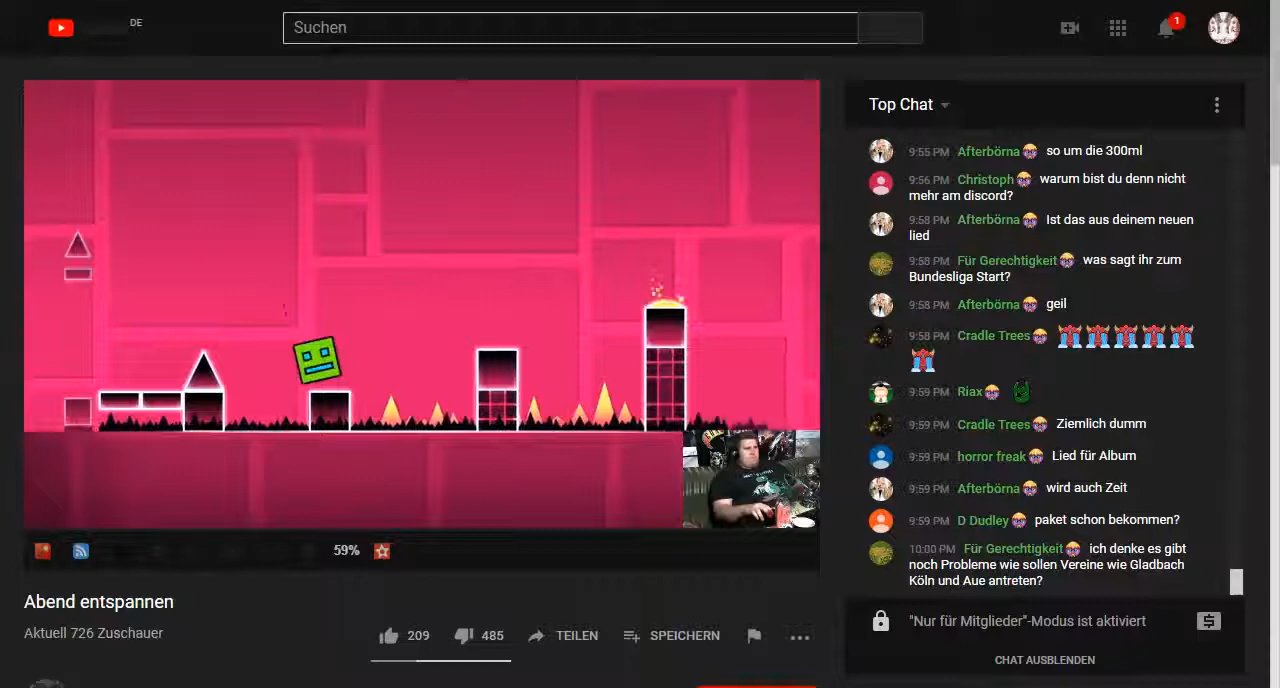 DE
Suchen
1
Top Chat
9:55 PM Afterbörna so um die 300ml
9:56 PM Christoph warum bist du denn nicht
mehr am discord?
9:58 PM Afterbörna Ist das aus deinem neuen
lied
9:58 PM Für Gerechtigkeit was sagt ihr zum
Bundesliga Start?
9:58 PM Afterbörna geil
9:58 PM Cradle Trees
9:59 PM Riax
9:59 PM Cradle Trees Ziemlich dumm
9:59 PM horror freak Lied für Album
9:59 PM Afterbörna wird auch Zeit
9:59 PM D Dudley paket schon bekommen?
10:00 PM Für Gerechtigkeit ich denke es gibt
noch Probleme wie sollen Vereine wie Gladbach
Köln und Aue antreten?
59%
Abend entspannen
Aktuell 726 Zuschauer
209 485 TEILEN SPEICHERN
"Nur für Mitglieder"-Modus ist aktiviert
CHAT AUSBLENDEN